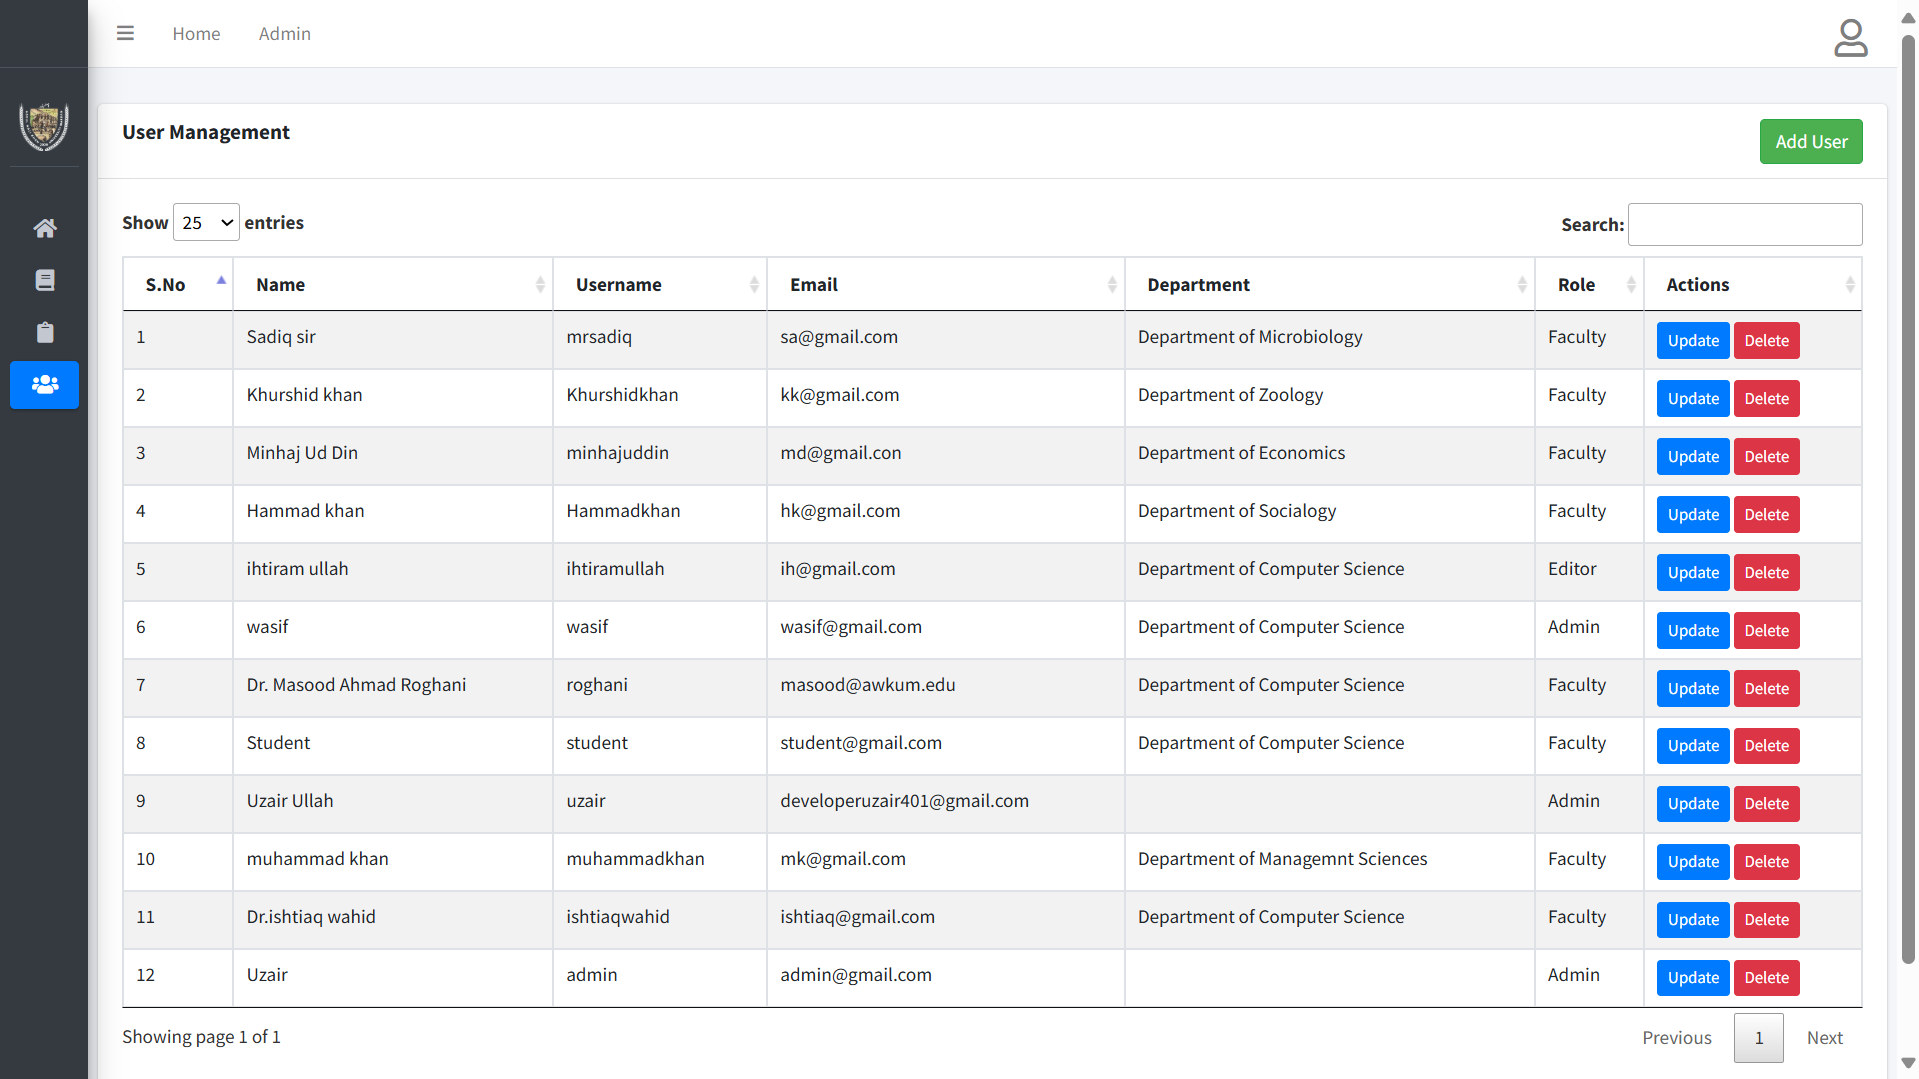 Home Admin
User Management
Add User
Show 25 entries
Search:
S.No Name Username Email Department Role Actions
1 Sadiq sir mrsadiq sa@gmail.com Department of Microbiology Faculty Update Delete
2 Khurshid khan Khurshidkhan kk@gmail.com Department of Zoology Faculty Update Delete
3 Minhaj Ud Din minhajuddin md@gmail.con Department of Economics Faculty Update Delete
4 Hammad khan Hammadkhan hk@gmail.com Department of Socialogy Faculty Update Delete
5 ihtiram ullah ihtiramullah ih@gmail.com Department of Computer Science Editor Update Delete
6 wasif wasif wasif@gmail.com Department of Computer Science Admin Update Delete
7 Dr. Masood Ahmad Roghani roghani masood@awkum.edu Department of Computer Science Faculty Update Delete
8 Student student student@gmail.com Department of Computer Science Faculty Update Delete
9 Uzair Ullah uzair developeruzair401@gmail.com Admin Update Delete
10 muhammad khan muhammadkhan mk@gmail.com Department of Managemnt Sciences Faculty Update Delete
11 Dr.ishtiaq wahid ishtiaqwahid ishtiaq@gmail.com Department of Computer Science Faculty Update Delete
12 Uzair admin admin@gmail.com Admin Update Delete
Showing page 1 of 1
Previous 1 Next